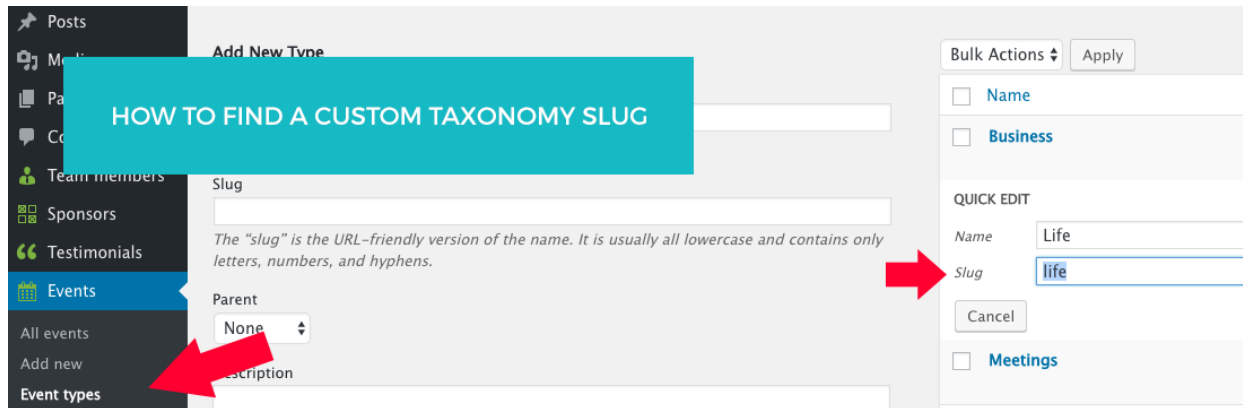 Posts
Team members
Sponsors
Testimonials
Events
All events
Add new
Event types
Add New Type
HOW TO FIND A CUSTOM TAXONOMY SLUG
Slug
The “slug” is the URL-friendly version of the name. It is usually all lowercase and contains only
letters, numbers, and hyphens.
Parent
None
Bulk Actions
Apply
Name
Business
QUICK EDIT
Name
Life
Slug
life
Cancel
Meetings